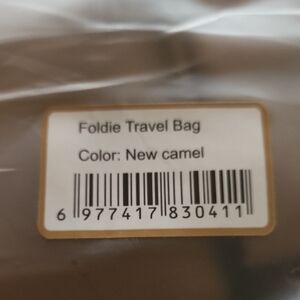 Foldie Travel Bag
Color: New camel
6 977417 830411